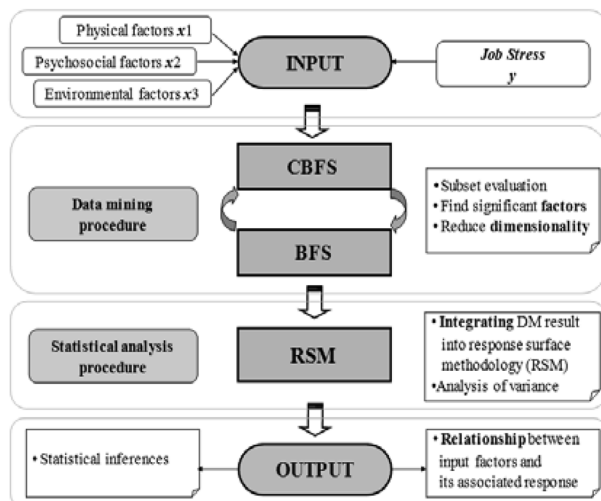 Physical factors x1
Psychosocial factors x2
Environmental factors x3
INPUT
Job Stress
y
Data mining
procedure
CBFS
BFS
• Subset evaluation
• Find significant factors
• Reduce dimensionality
Statistical analysis
procedure
RSM
• Integrating DM result
into response surface
methodology (RSM)
• Analysis of variance
• Statistical inferences
OUTPUT
• Relationship between
input factors and
its associated response